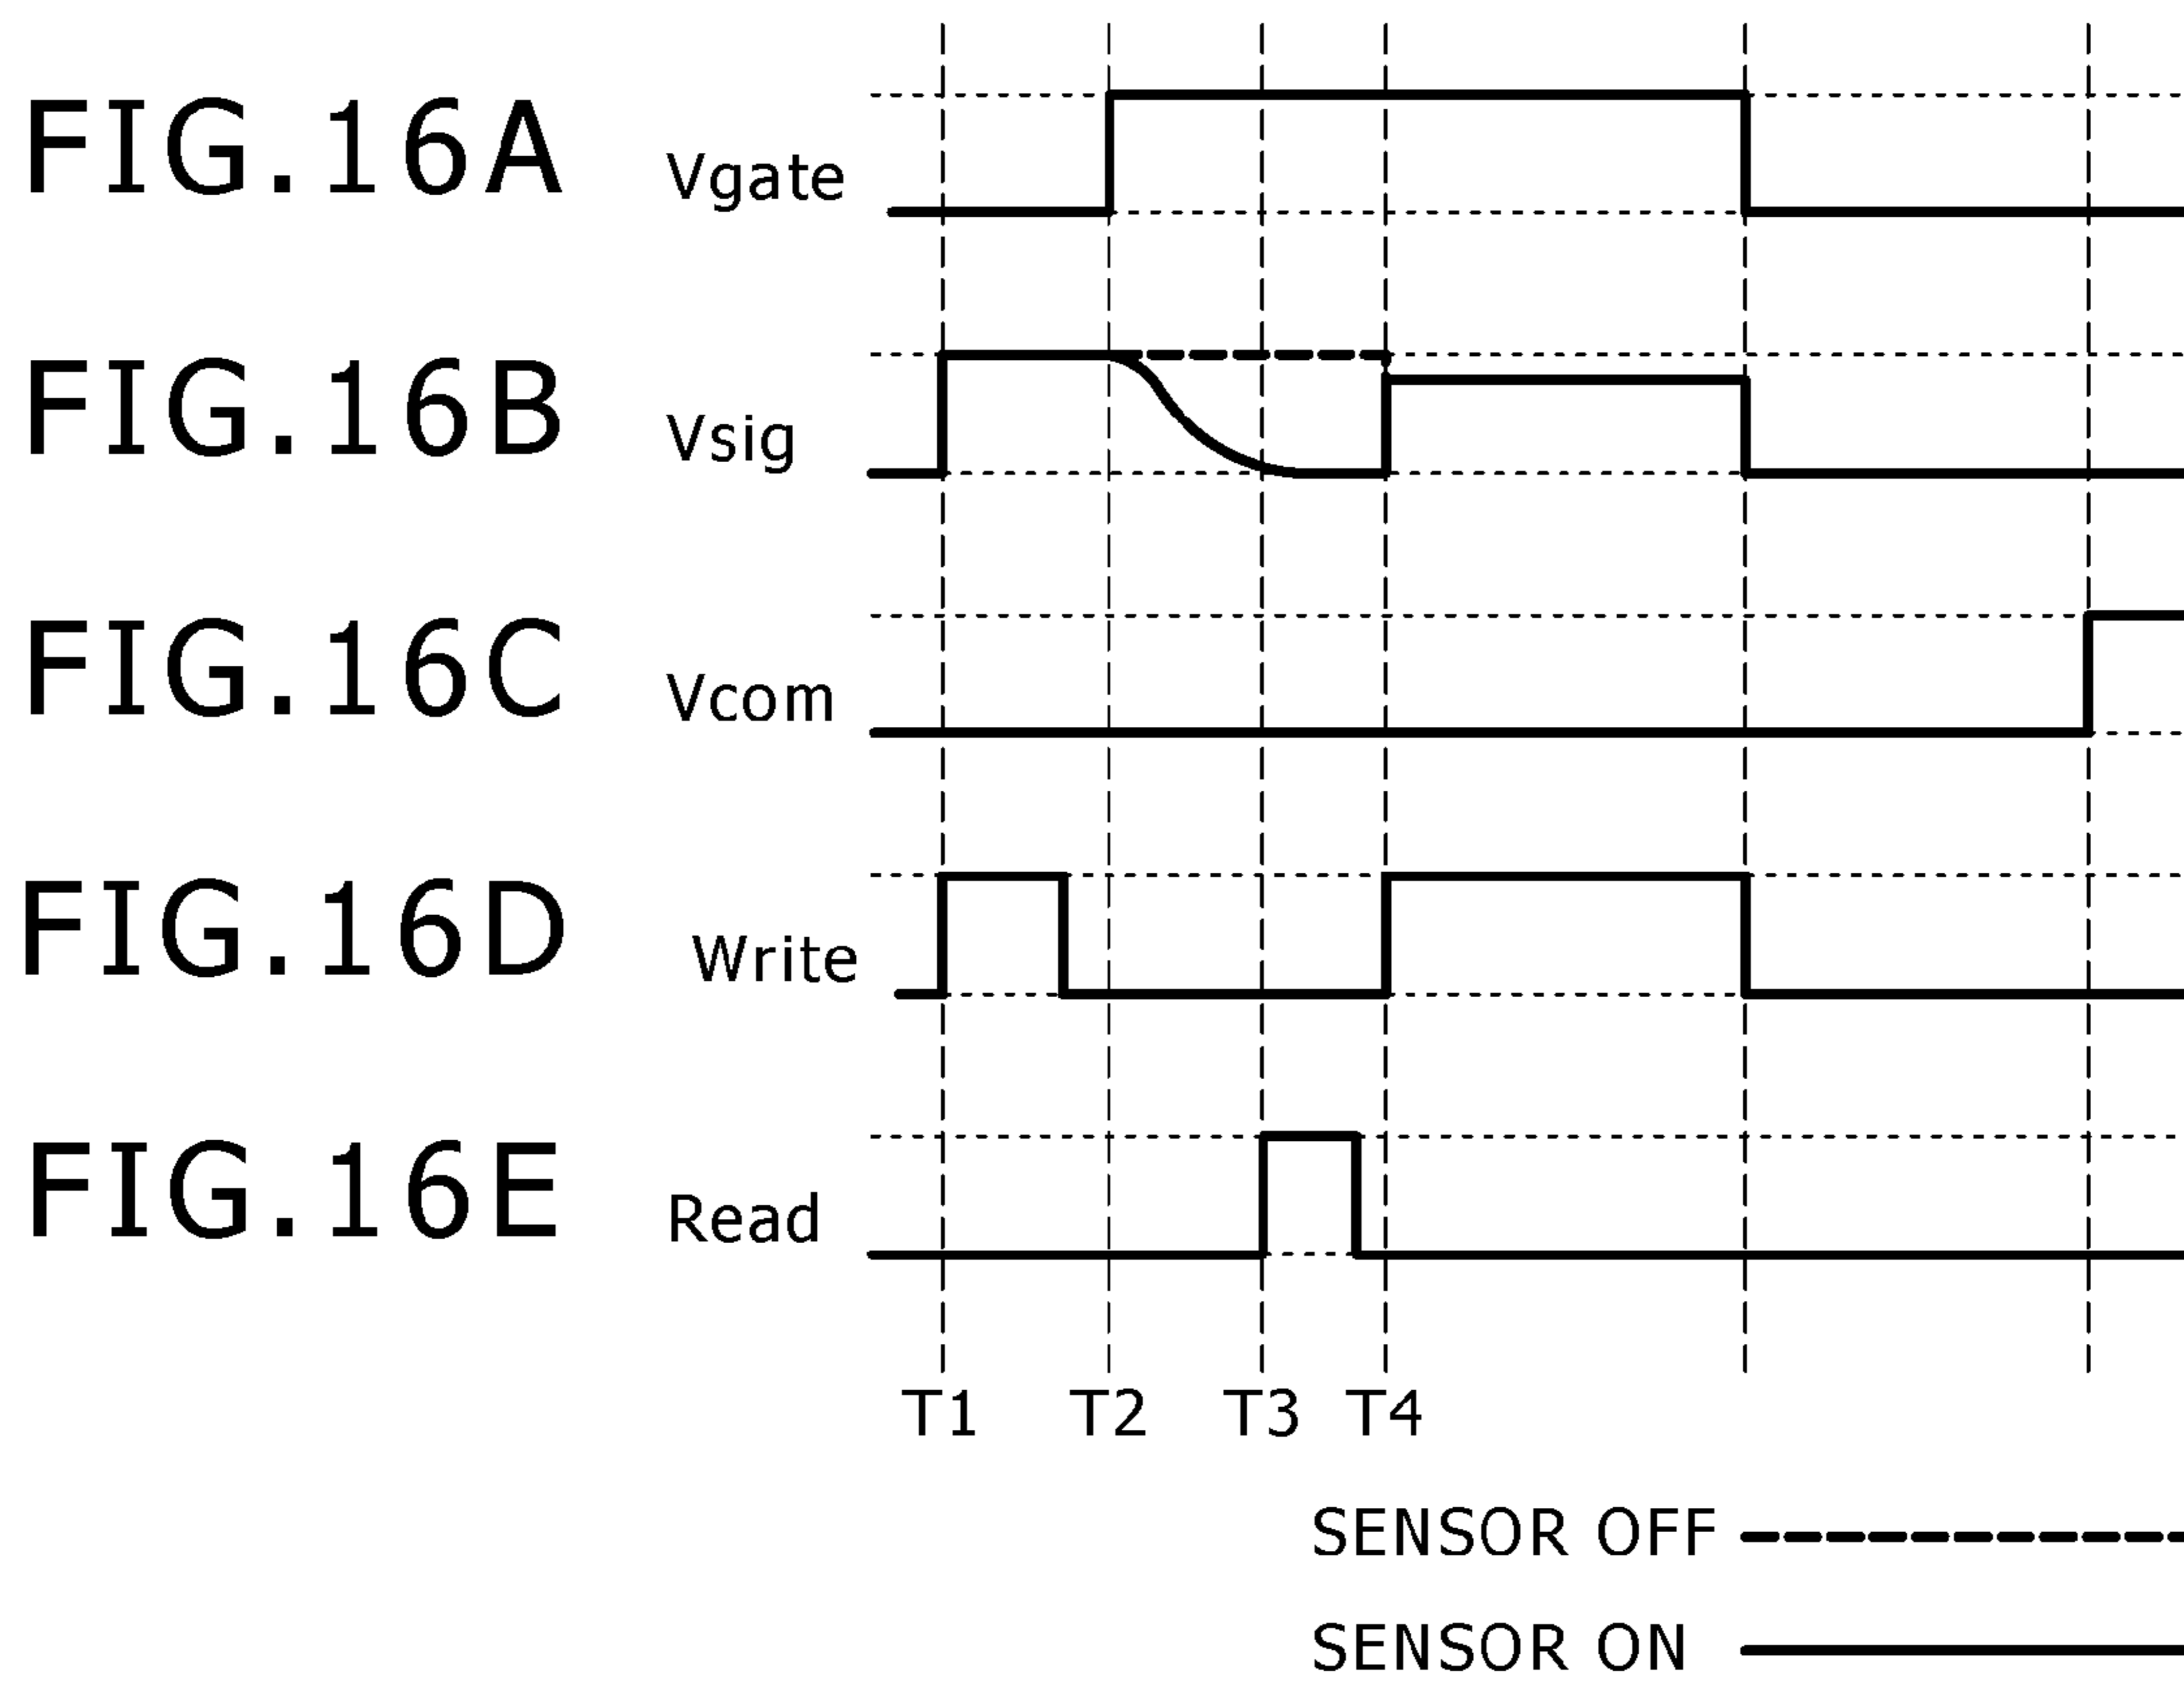 FIG.16A Vgate
FIG.16B Vsig
FIG.16C Vcom
FIG.16D Write
FIG.16E Read
T1 T2 T3 T4
SENSOR OFF
SENSOR ON